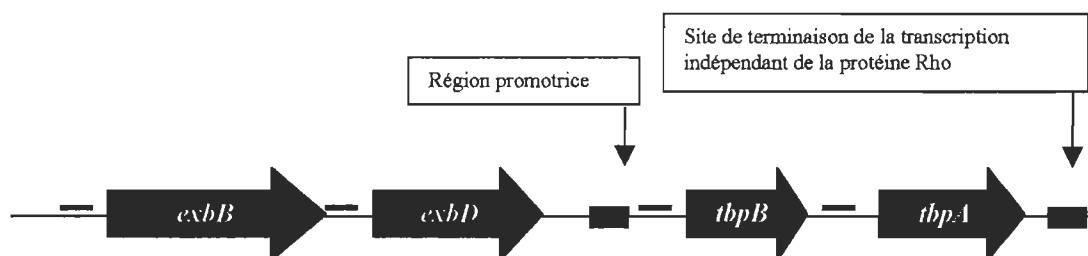 Site de terminaison de la transcription
indépendant de la protéine Rho
Région promotrice
exbB
exbD
tbpB
tbpA